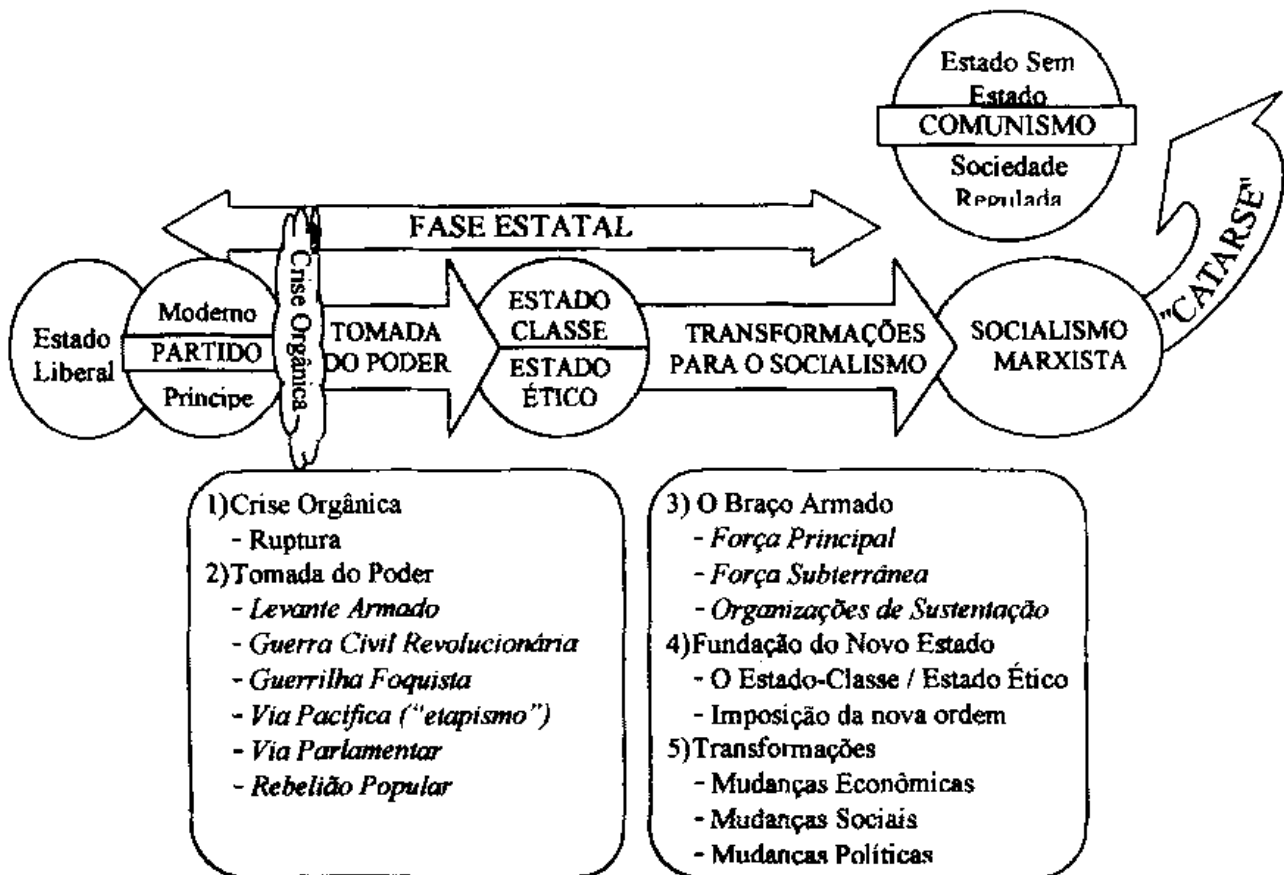 Estado Sem
Estado
COMUNISMO
Sociedade
Regulada
"CATARSE"
FASE ESTATAL
Crise Orgânica
Estado
Liberal
Moderno
PARTIDO
Príncipe
TOMADA
DO PODER
ESTADO
CLASSE
ESTADO
ÉTICO
TRANSFORMAÇÕES
PARA O SOCIALISMO
SOCIALISMO
MARXISTA
1)Crise Orgânica
- Ruptura
2)Tomada do Poder
- Levante Armado
- Guerra Civil Revolucionária
- Guerrilha Foquista
- Via Pacífica ("etapismo")
- Via Parlamentar
- Rebelião Popular
3) O Braço Armado
- Força Principal
- Força Subterrânea
- Organizações de Sustentação
4)Fundação do Novo Estado
- O Estado-Classe / Estado Ético
- Imposição da nova ordem
5)Transformações
- Mudanças Econômicas
- Mudanças Sociais
- Mudanças Políticas